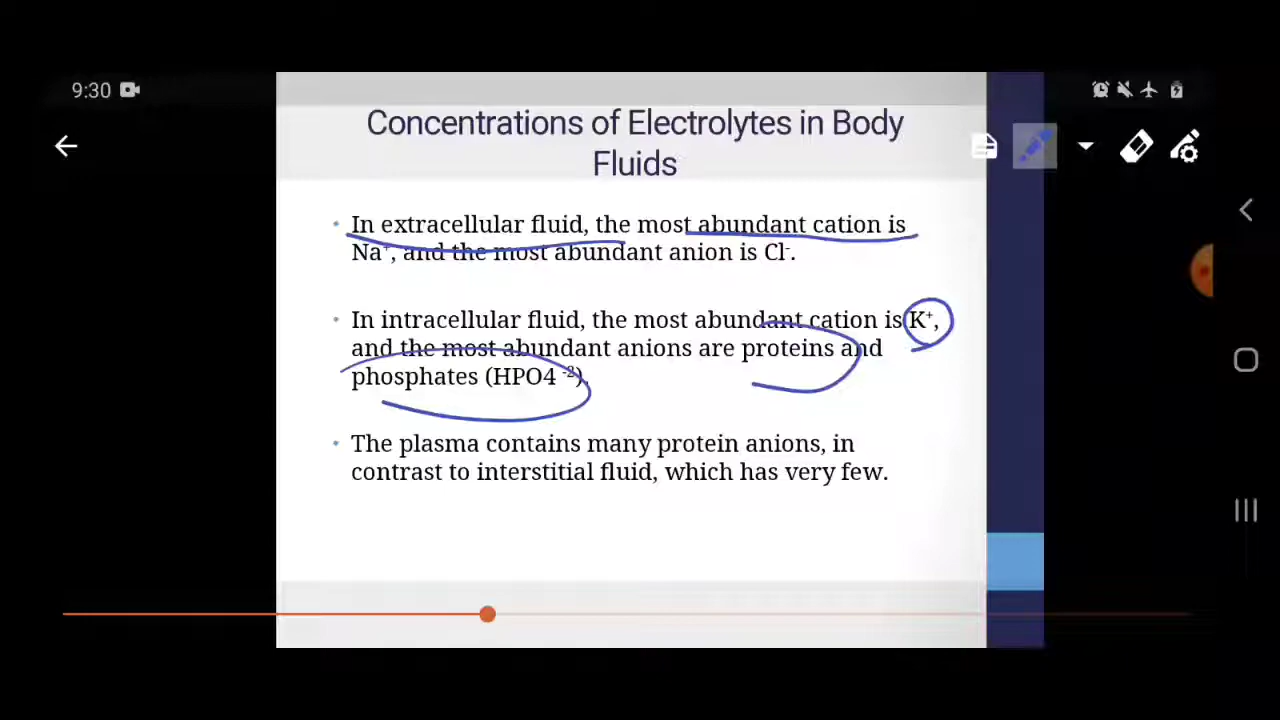 9:30
Concentrations of Electrolytes in Body
Fluids
• In extracellular fluid, the most abundant cation is
Na⁺, and the most abundant anion is Cl⁻.
• In intracellular fluid, the most abundant cation is K⁺,
and the most abundant anions are proteins and
phosphates (HPO4 ⁻²).
• The plasma contains many protein anions, in
contrast to interstitial fluid, which has very few.